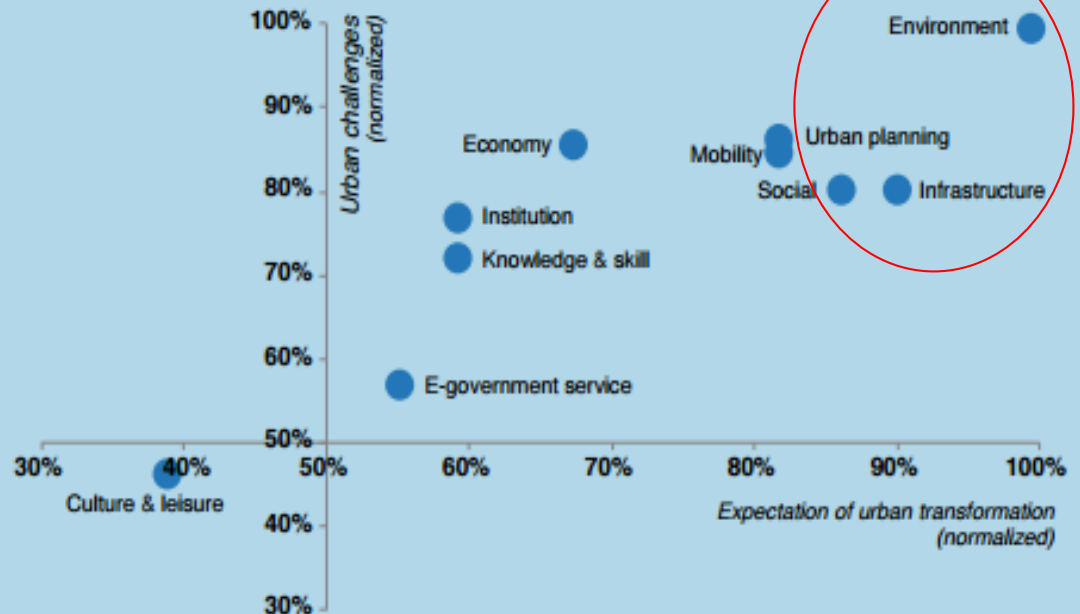 100%
Urban challenges
(normalized)
Environment
90%
Economy
Urban planning
Mobility
80%
Social
Infrastructure
Institution
Knowledge & skill
70%
60%
E-government service
50%
30%
40%
50%
60%
70%
80%
90%
100%
Culture & leisure
Expectation of urban transformation
(normalized)
40%
30%